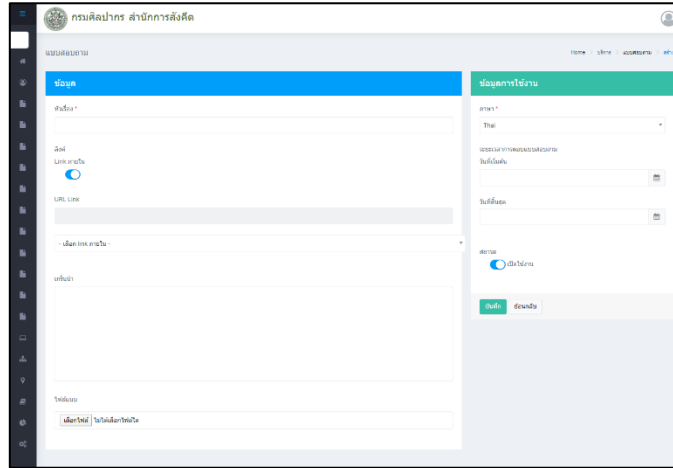 กรมศิลปากร สำนักการสังคีต
แบบสอบถาม
Home / บริการ / แบบสอบถาม /
ข้อมูล
หัวเรื่อง *
ลิงค์
Link ภายใน
URL Link
- เลือก link ภายใน -
เกริ่นนำ
ไฟล์แนบ
เลือกไฟล์ ไม่ได้เลือกไฟล์ใด
ข้อมูลการใช้งาน
ภาษา *
Thai
ระยะเวลาการตอบแบบสอบถาม
วันที่เริ่มต้น
วันที่สิ้นสุด
สถานะ
เปิดใช้งาน
บันทึก ย้อนกลับ